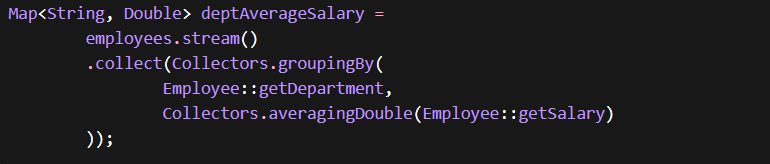 Map<String, Double> deptAverageSalary =
employees.stream()
.collect(Collectors.groupingBy(
Employee::getDepartment,
Collectors.averagingDouble(Employee::getSalary)
));